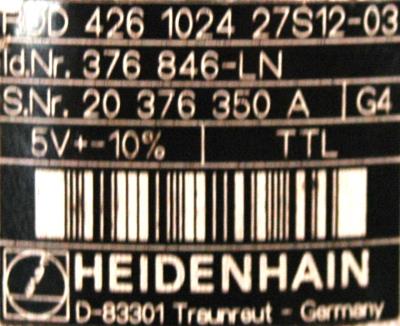 ROD 426 1024 27S12-03
Id.Nr. 376 846-LN
S.Nr. 20 376 350 A G4
5V+-10% TTL
HEIDENHAIN
D-83301 Traunreut - Germany